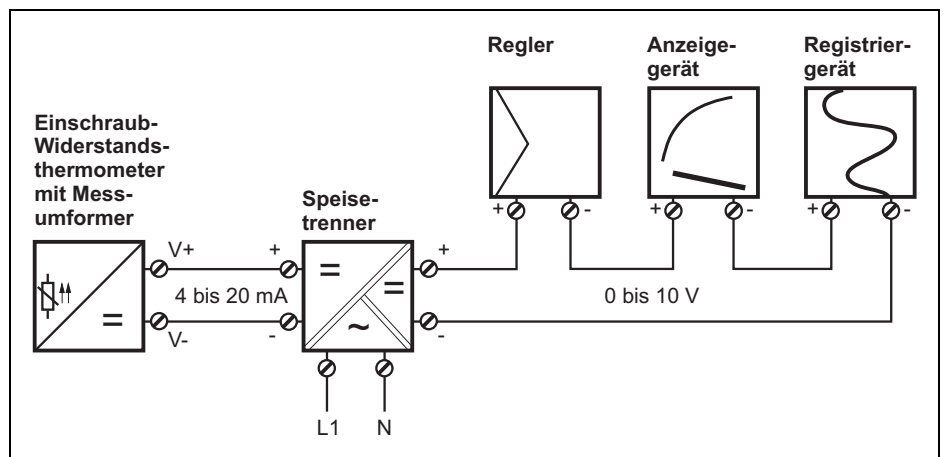 Regler
Anzeige-
gerät
Registrier-
gerät
Einschraub-
Widerstands-
thermometer
mit Mess-
umformer
Speise-
trenner
+ - + - + -
V+ + +
4 bis 20 mA
0 bis 10 V
V- - -
L1 N